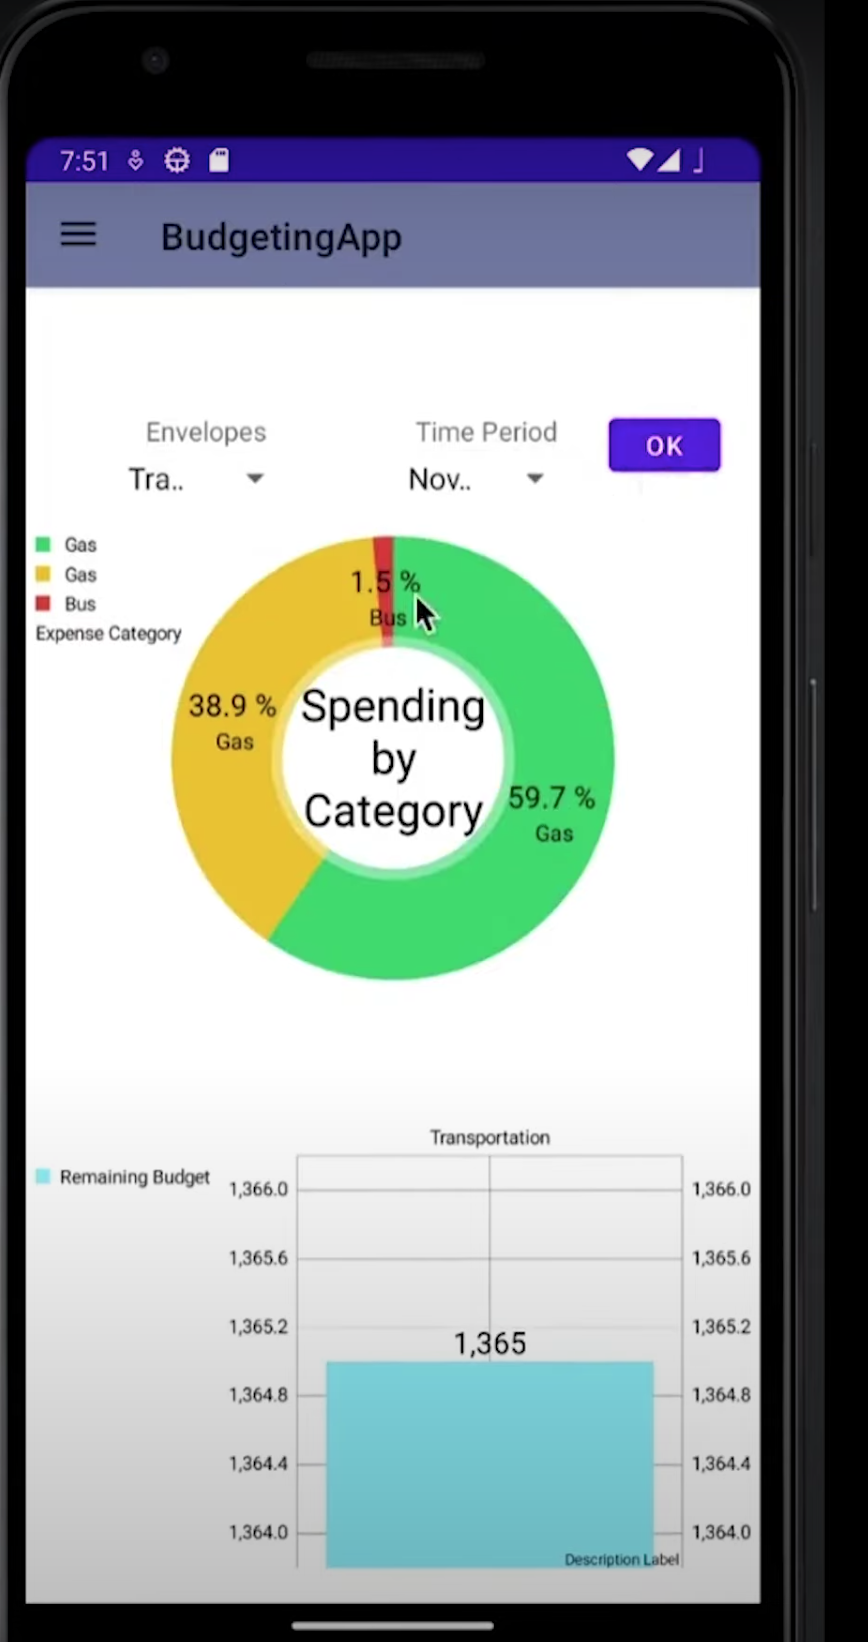 7:51
BudgetingApp
Envelopes
Time Period
OK
Tra..
Nov..
Gas
Gas
Bus
Expense Category
1.5 %
Bus
38.9 %
Gas
Spending
by
Category
59.7 %
Gas
Transportation
Remaining Budget
1,366.0
1,366.0
1,365.6
1,365.6
1,365.2
1,365.2
1,365
1,364.8
1,364.8
1,364.4
1,364.4
1,364.0
1,364.0
Description Label